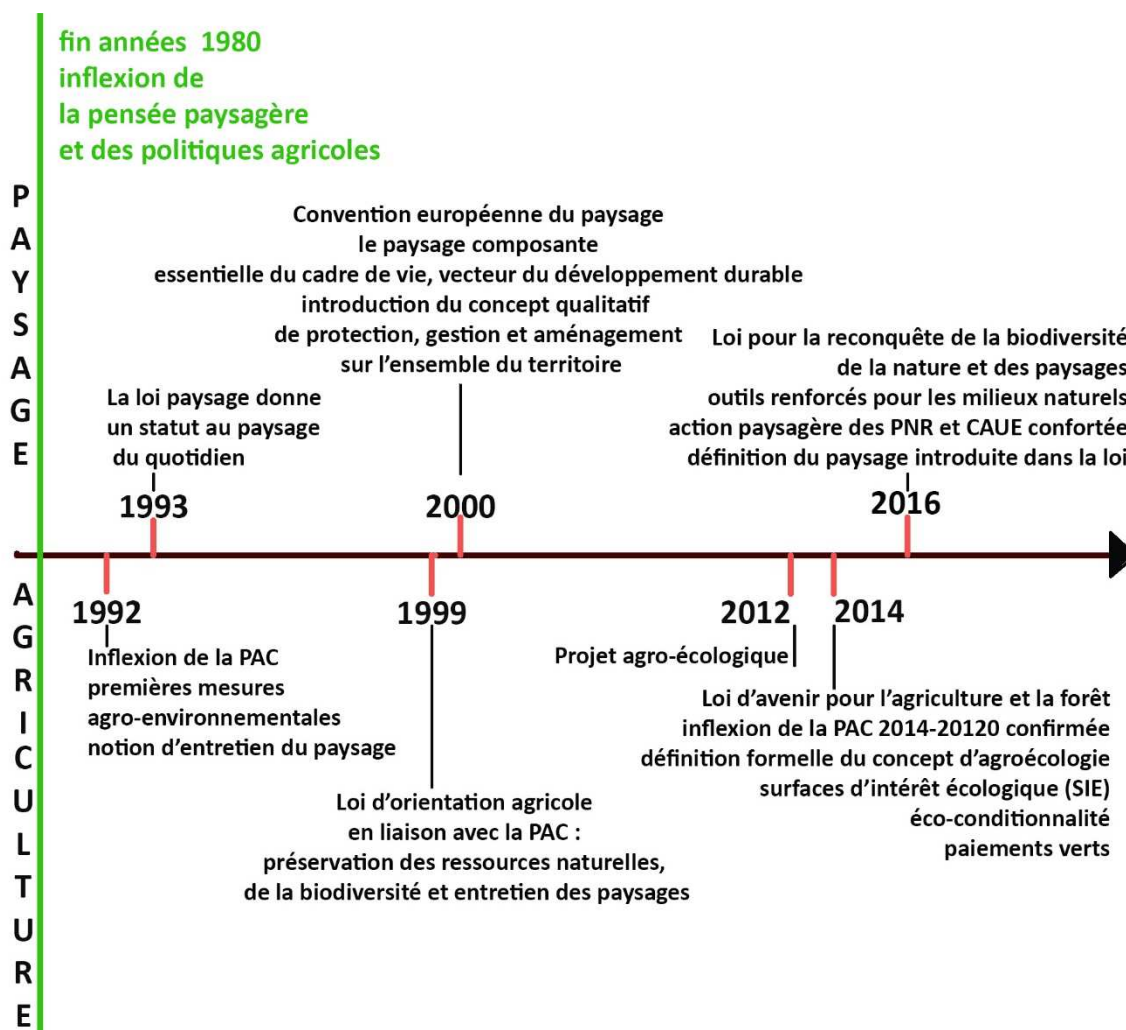 fin années 1980
inflexion de
la pensée paysagère
et des politiques agricoles
PAYSAGE
Convention européenne du paysage
le paysage composante
essentielle du cadre de vie, vecteur du développement durable
introduction du concept qualitatif
de protection, gestion et aménagement
sur l'ensemble du territoire
Loi pour la reconquête de la biodiversité
de la nature et des paysages
outils renforcés pour les milieux naturels
action paysagère des PNR et CAUE confortée
définition du paysage introduite dans la loi
La loi paysage donne
un statut au paysage
du quotidien
1993
2000
2016
AGRICULTURE
1992
1999
2012
2014
Inflexion de la PAC
premières mesures
agro-environnementales
notion d'entretien du paysage
Projet agro-écologique
Loi d'orientation agricole
en liaison avec la PAC :
préservation des ressources naturelles,
de la biodiversité et entretien des paysages
Loi d'avenir pour l'agriculture et la forêt
inflexion de la PAC 2014-20120 confirmée
définition formelle du concept d'agroécologie
surfaces d'intérêt écologique (SIE)
éco-conditionnalité
paiements verts